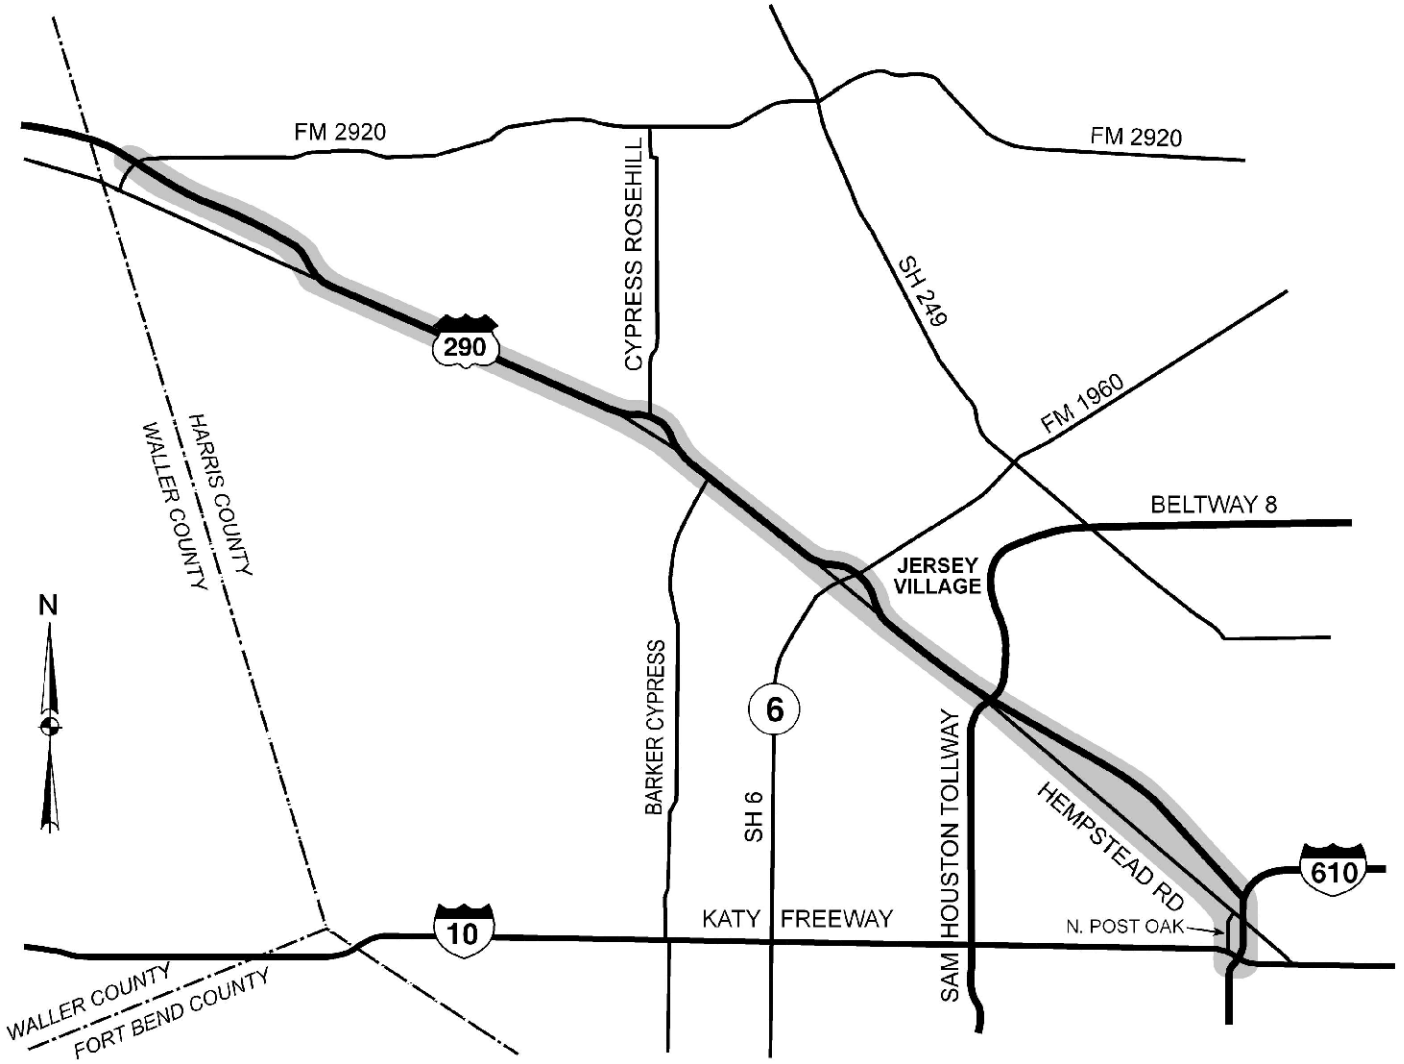 FM 2920
FM 2920
CYPRESS ROSEHILL
SH 249
290
FM 1960
HARRIS COUNTY
WALLER COUNTY
BELTWAY 8
JERSEY
VILLAGE
N
BARKER CYPRESS
6
SH 6
SAM HOUSTON TOLLWAY
HEMPSTEAD RD
610
KATY FREEWAY
N. POST OAK
10
WALLER COUNTY
FORT BEND COUNTY